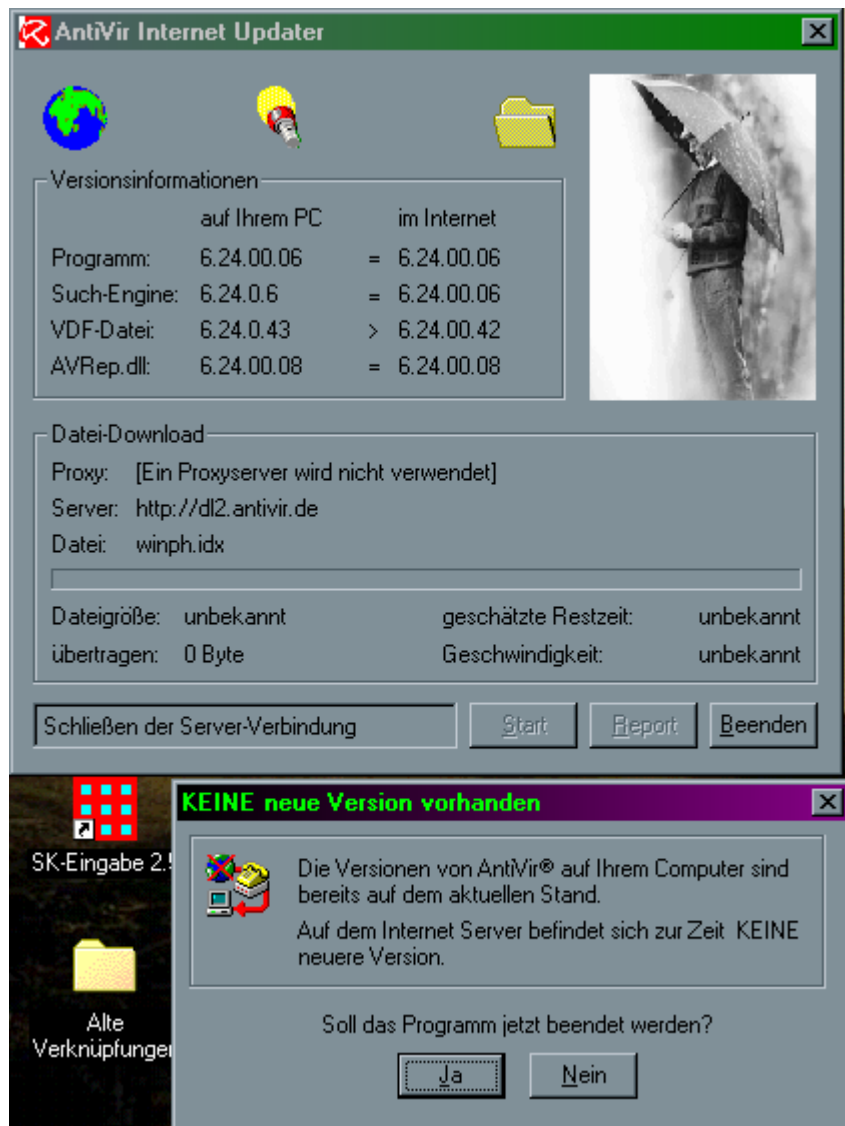 AntiVir Internet Updater
Versionsinformationen
auf Ihrem PC im Internet
Programm: 6.24.00.06 = 6.24.00.06
Such-Engine: 6.24.0.6 = 6.24.00.06
VDF-Datei: 6.24.0.43 > 6.24.00.42
AVRep.dll: 6.24.00.08 = 6.24.00.08
Datei-Download
Proxy: [Ein Proxyserver wird nicht verwendet]
Server: http://dl2.antivir.de
Datei: winph.idx
Dateigröße: unbekannt geschätzte Restzeit: unbekannt
übertragen: 0 Byte Geschwindigkeit: unbekannt
Schließen der Server-Verbindung Start Report Beenden
SK-Eingabe 2.
Alte
Verknüpfungen
KEINE neue Version vorhanden
Die Versionen von AntiVir® auf Ihrem Computer sind
bereits auf dem aktuellen Stand.
Auf dem Internet Server befindet sich zur Zeit KEINE
neuere Version.
Soll das Programm jetzt beendet werden?
Ja Nein